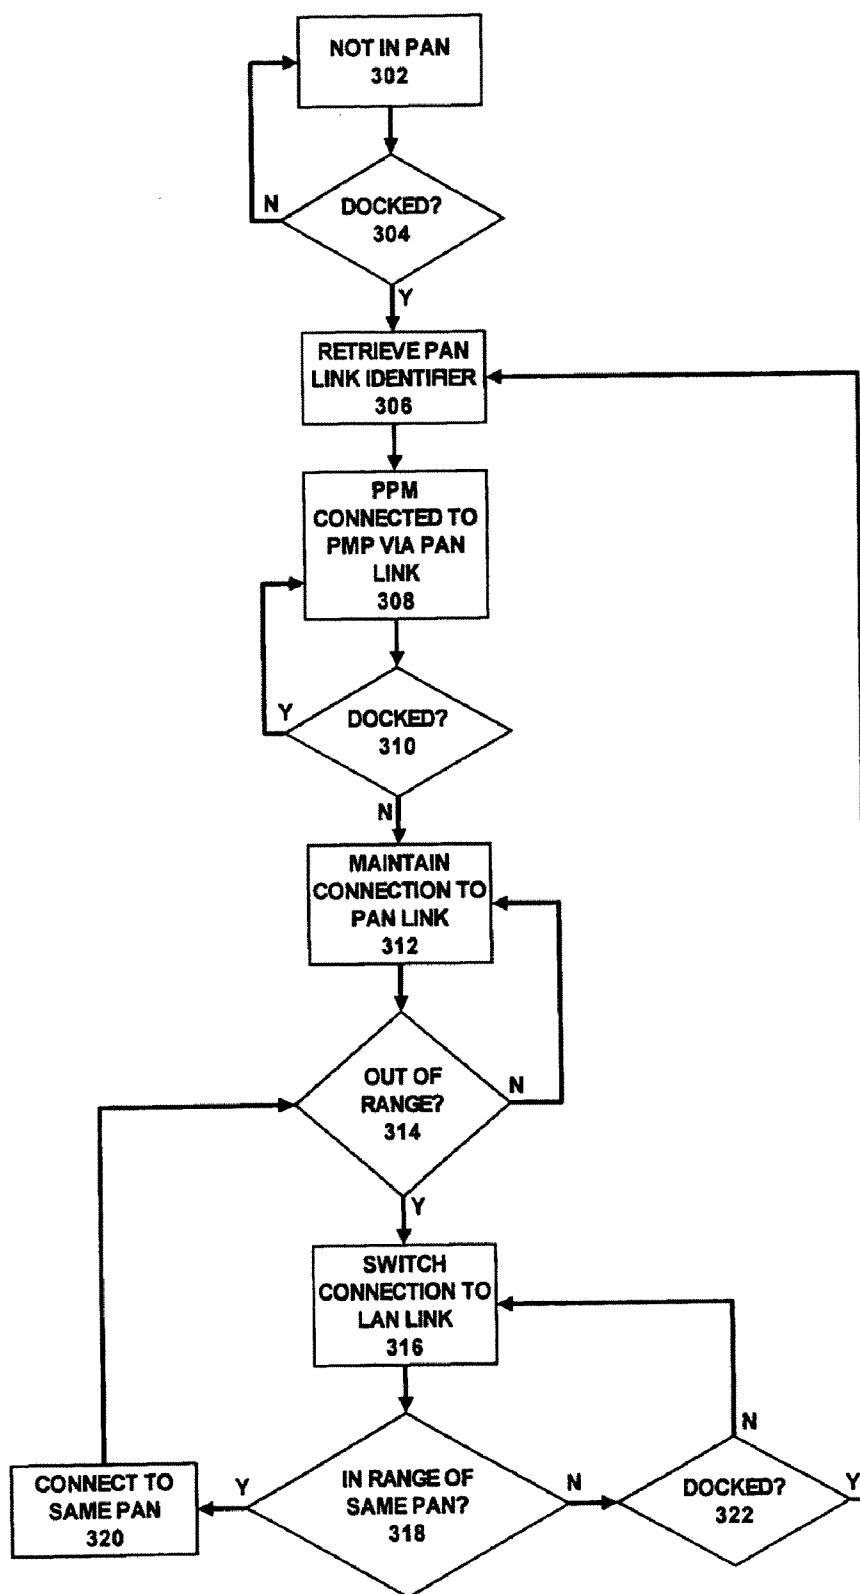 NOT IN PAN
302
N
DOCKED?
304
Y
RETRIEVE PAN
LINK IDENTIFIER
306
PPM
CONNECTED TO
PMP VIA PAN
LINK
308
Y
DOCKED?
310
N
MAINTAIN
CONNECTION TO
PAN LINK
312
OUT OF
RANGE?
314
N
Y
SWITCH
CONNECTION TO
LAN LINK
316
CONNECT TO
SAME PAN
320
Y
IN RANGE OF
SAME PAN?
318
N
DOCKED?
322
N
Y